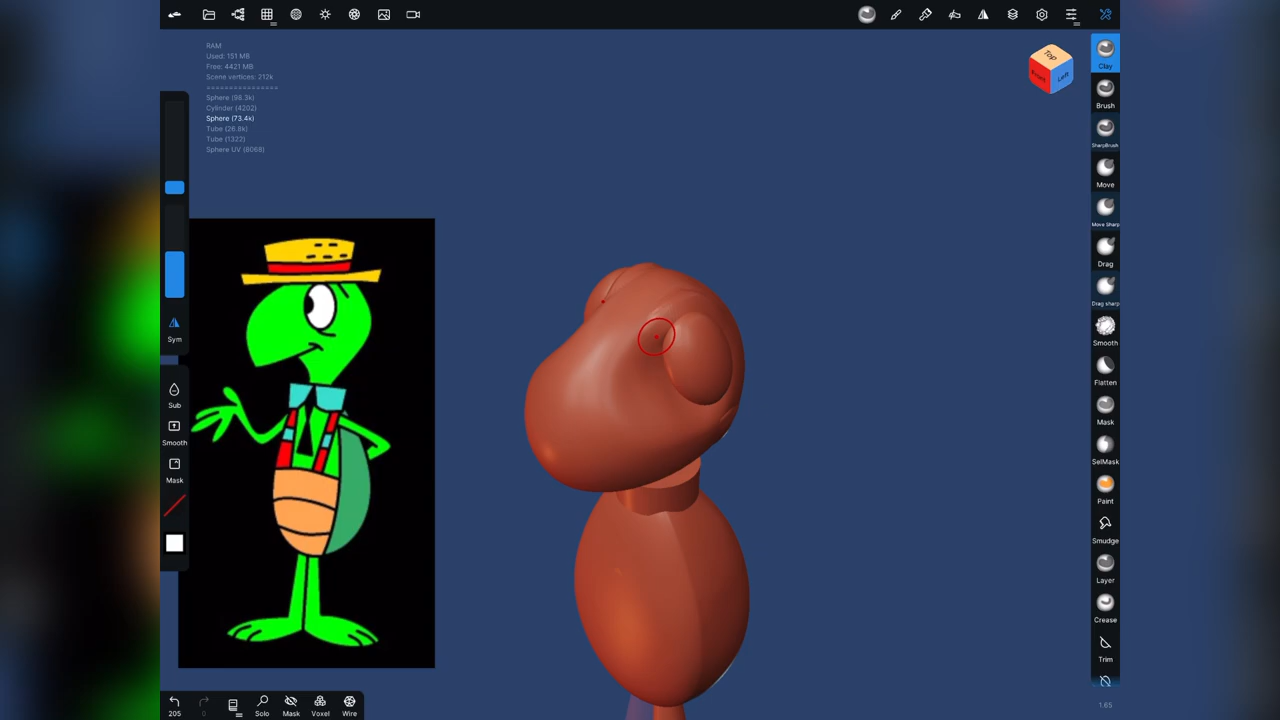 RAM
Used: 151 MB
Free: 4421 MB
Scene vertices: 212k
================
Sphere (98.3k)
Cylinder (4202)
Sphere (73.4k)
Tube (26.8k)
Tube (1322)
Sphere UV (8068)
Sym
Sub
Smooth
Mask
205
0
Solo
Mask
Voxel
Wire
Top
Front
Left
Clay
Brush
SharpBrush
Move
Move Sharp
Drag
Drag sharp
Smooth
Flatten
Mask
SelMask
Paint
Smudge
Layer
Crease
Trim
1.65